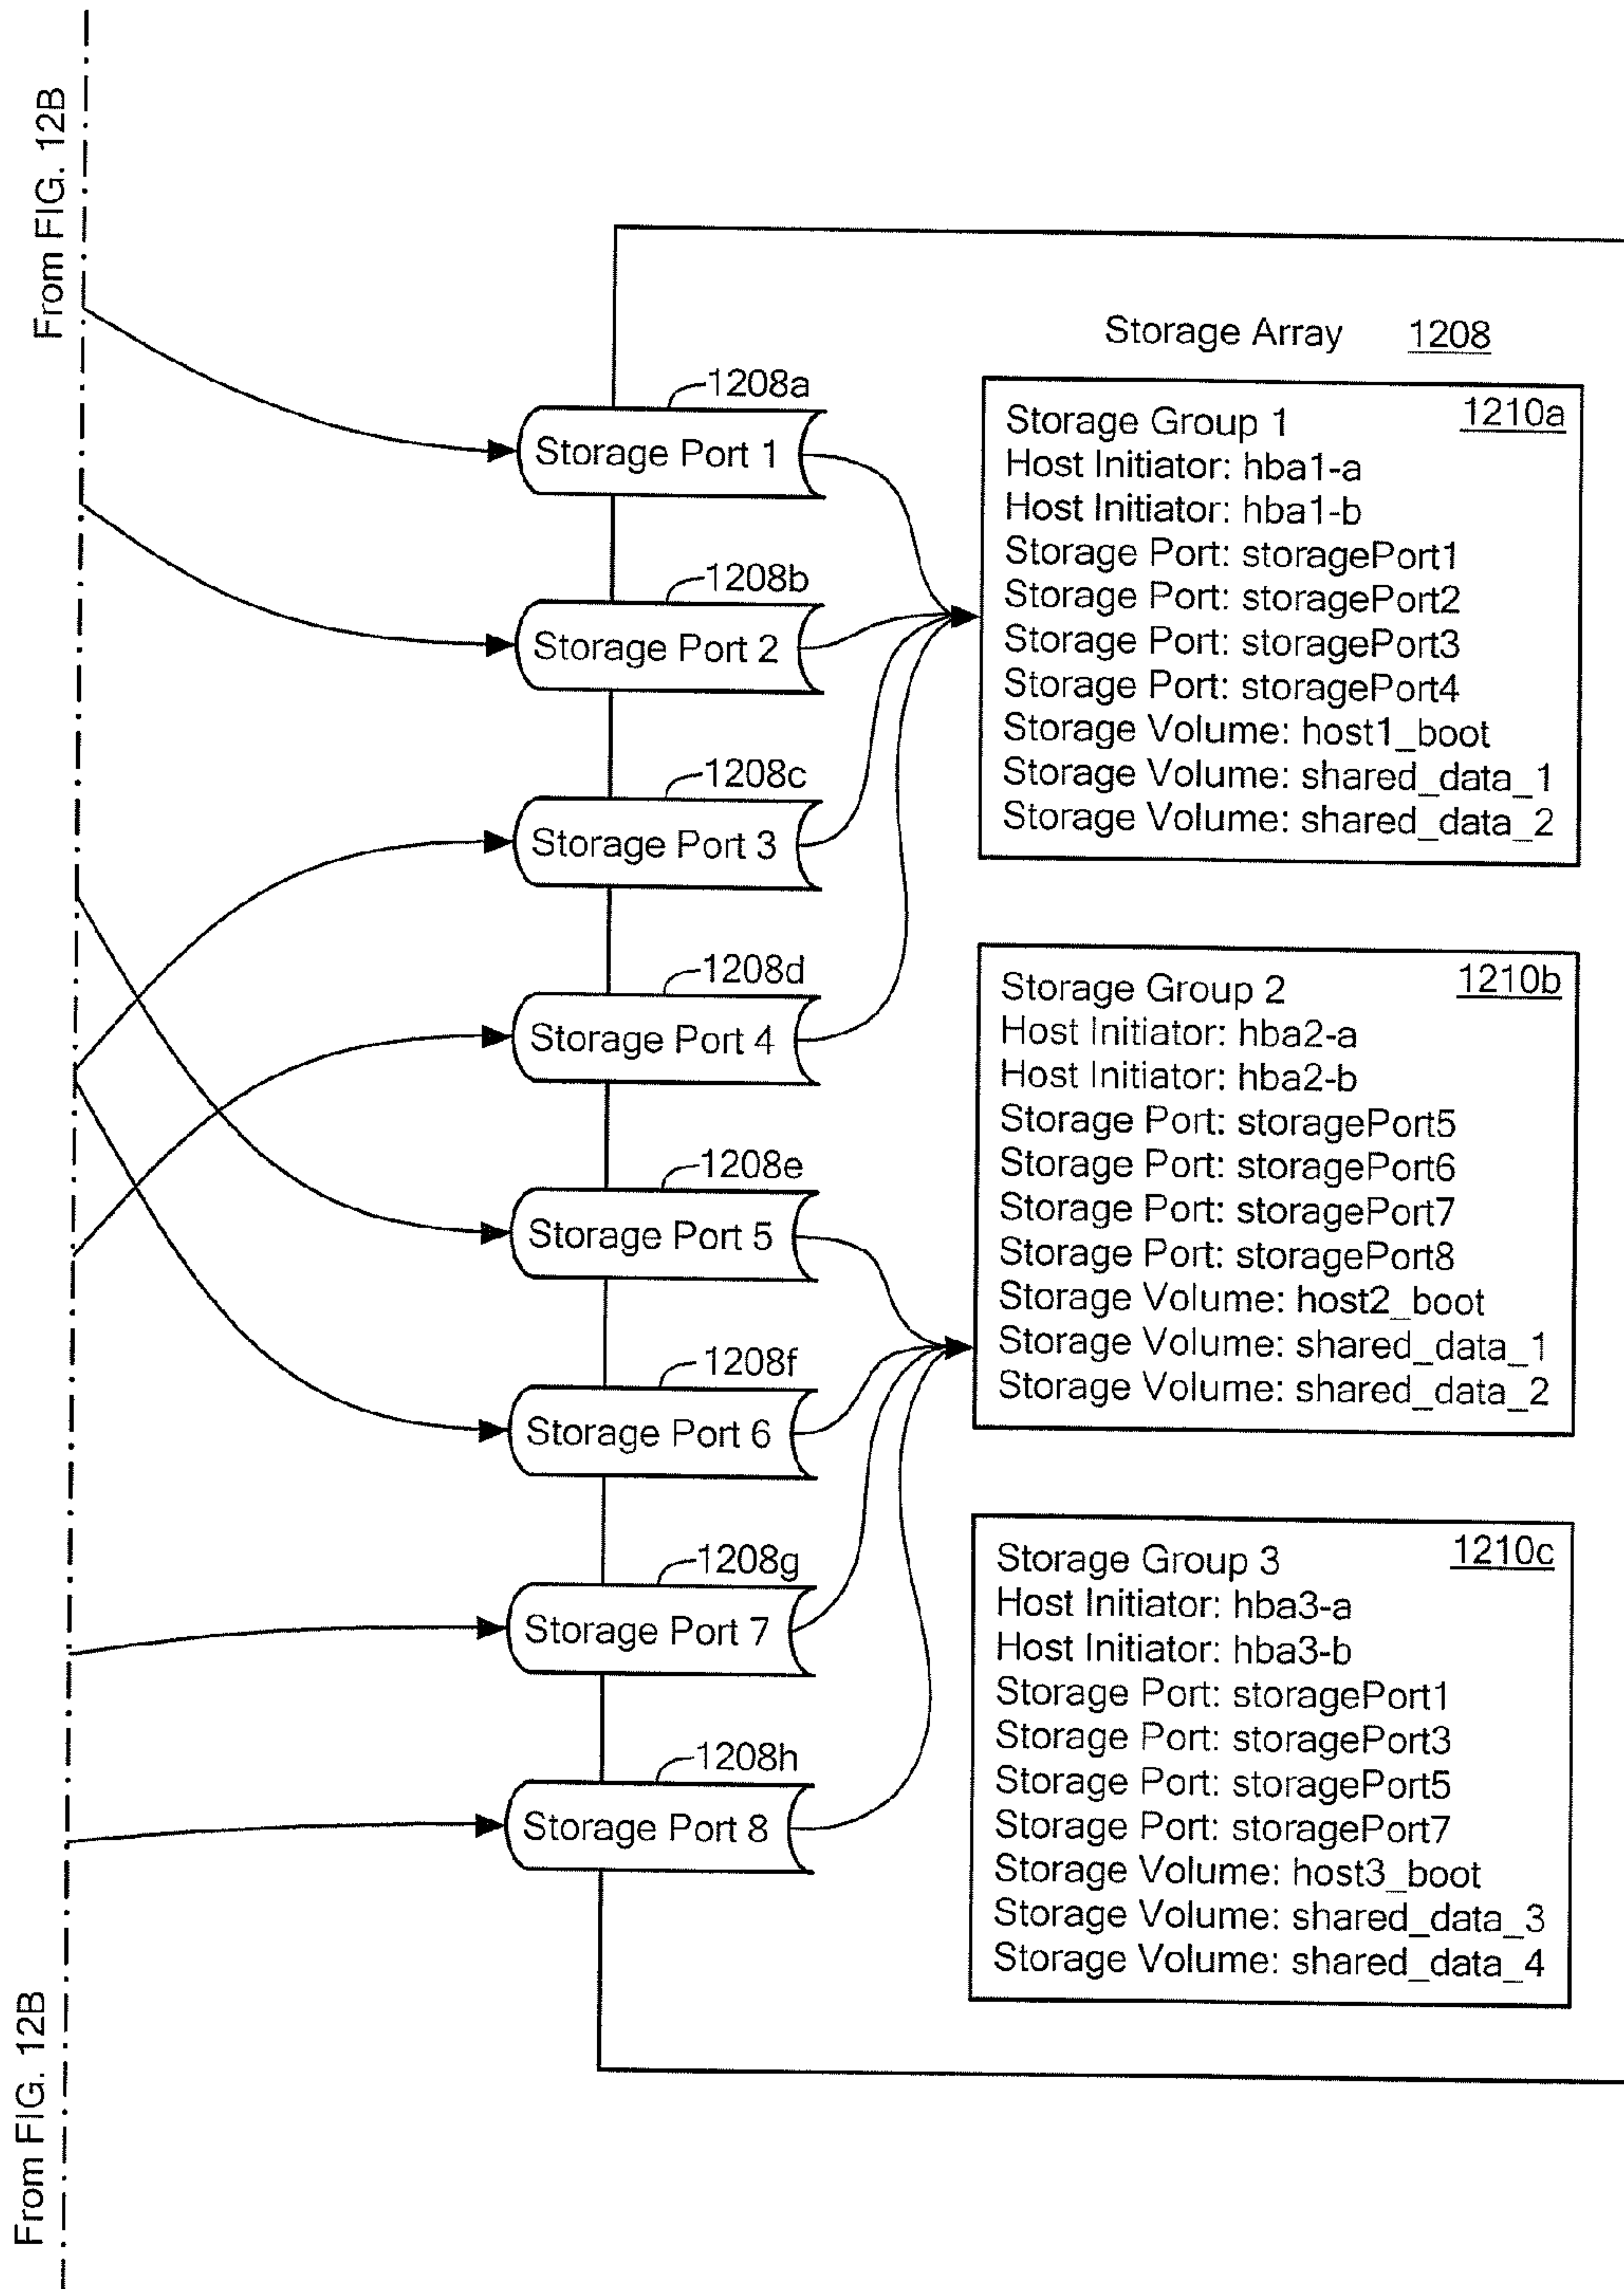 From FIG. 12B
Storage Array 1208
1208a
Storage Port 1
1208b
Storage Port 2
1208c
Storage Port 3
1208d
Storage Port 4
1208e
Storage Port 5
1208f
Storage Port 6
1208g
Storage Port 7
1208h
Storage Port 8
Storage Group 1 1210a
Host Initiator: hba1-a
Host Initiator: hba1-b
Storage Port: storagePort1
Storage Port: storagePort2
Storage Port: storagePort3
Storage Port: storagePort4
Storage Volume: host1_boot
Storage Volume: shared_data_1
Storage Volume: shared_data_2
Storage Group 2 1210b
Host Initiator: hba2-a
Host Initiator: hba2-b
Storage Port: storagePort5
Storage Port: storagePort6
Storage Port: storagePort7
Storage Port: storagePort8
Storage Volume: host2_boot
Storage Volume: shared_data_1
Storage Volume: shared_data_2
Storage Group 3 1210c
Host Initiator: hba3-a
Host Initiator: hba3-b
Storage Port: storagePort1
Storage Port: storagePort3
Storage Port: storagePort5
Storage Port: storagePort7
Storage Volume: host3_boot
Storage Volume: shared_data_3
Storage Volume: shared_data_4
From FIG. 12B